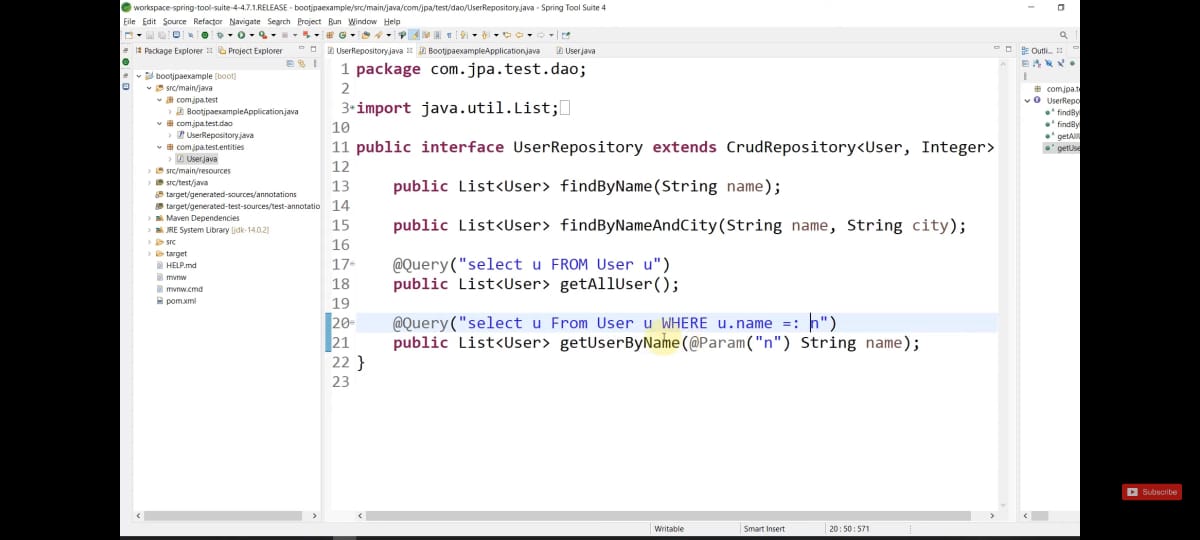 workspace-spring-tool-suite-4-4.7.1.RELEASE - bootjpaexample/src/main/java/com/jpa/test/dao/UserRepository.java - Spring Tool Suite 4
File Edit Source Refactor Navigate Search Project Run Window Help
Package Explorer Project Explorer
UserRepository.java BootjpaexampleApplication.java User.java
Outli...
bootjpaexample [boot]
src/main/java
com.jpa.test
BootjpaexampleApplication.java
com.jpa.test.dao
UserRepository.java
com.jpa.test.entities
User.java
src/main/resources
src/test/java
target/generated-sources/annotations
target/generated-test-sources/test-annotatio
Maven Dependencies
JRE System Library [jdk-14.0.2]
src
target
HELP.md
mvnw
mvnw.cmd
pom.xml
1 package com.jpa.test.dao;
2
3 import java.util.List;
10
11 public interface UserRepository extends CrudRepository<User, Integer>
12
13 public List<User> findByName(String name);
14
15 public List<User> findByNameAndCity(String name, String city);
16
17 @Query("select u FROM User u")
18 public List<User> getAllUser();
19
20 @Query("select u From User u WHERE u.name =: n")
21 public List<User> getUserByName(@Param("n") String name);
22 }
23
com.jpa.te
UserRepo
findBy
findBy
getAll
getUse
Subscribe
Writable Smart Insert 20 : 50 : 571